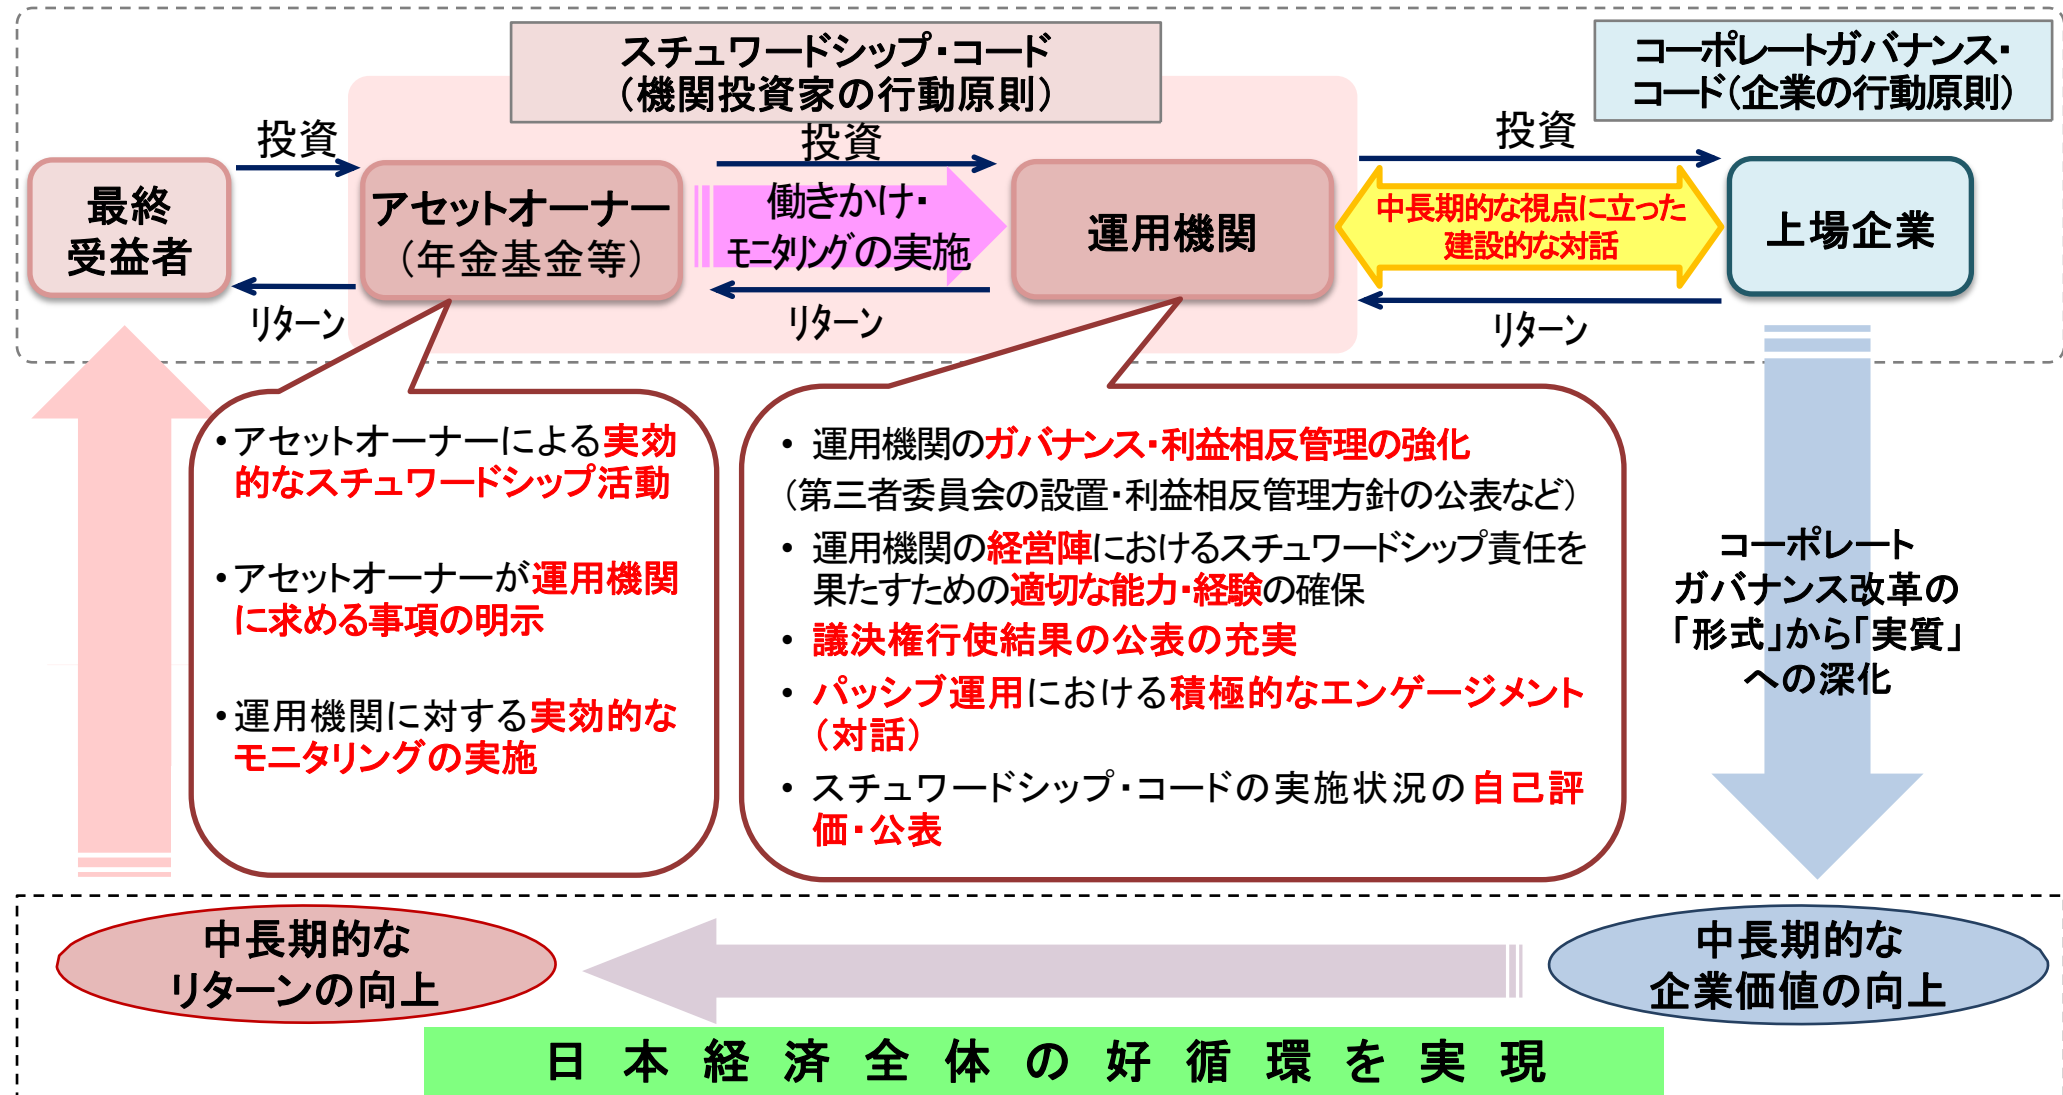 スチュワードシップ・コード
（機関投資家の行動原則）
コーポレートガバナンス・
コード（企業の行動原則）
投資
投資
投資
最終
受益者
アセットオーナー
（年金基金等）
働きかけ・
モニタリングの実施
運用機関
中長期的な視点に立った
建設的な対話
上場企業
リターン
リターン
リターン
・アセットオーナーによる実効
的なスチュワードシップ活動
・アセットオーナーが運用機関
に求める事項の明示
・運用機関に対する実効的な
モニタリングの実施
・ 運用機関のガバナンス・利益相反管理の強化
（第三者委員会の設置・利益相反管理方針の公表など）
・ 運用機関の経営陣におけるスチュワードシップ責任を
果たすための適切な能力・経験の確保
・ 議決権行使結果の公表の充実
・ パッシブ運用における積極的なエンゲージメント
（対話）
・ スチュワードシップ・コードの実施状況の自己評
価・公表
コーポレート
ガバナンス改革の
「形式」から「実質」
への深化
中長期的な
リターンの向上
中長期的な
企業価値の向上
日本経済全体の好循環を実現